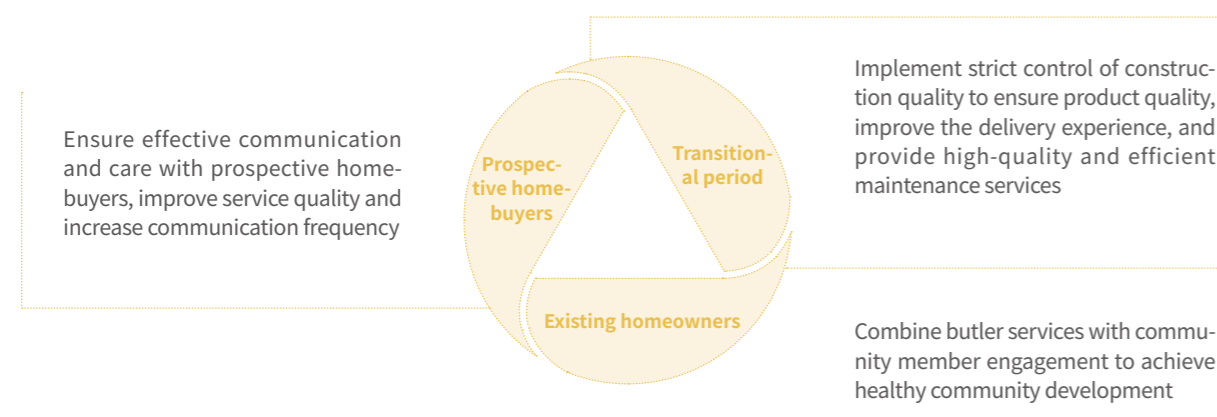 Ensure effective communication
and care with prospective home-
buyers, improve service quality and
increase communication frequency
Prospec-
tive home-
buyers
Transition-
al period
Existing homeowners
Implement strict control of construc-
tion quality to ensure product quality,
improve the delivery experience, and
provide high-quality and efficient
maintenance services
Combine butler services with commu-
nity member engagement to achieve
healthy community development